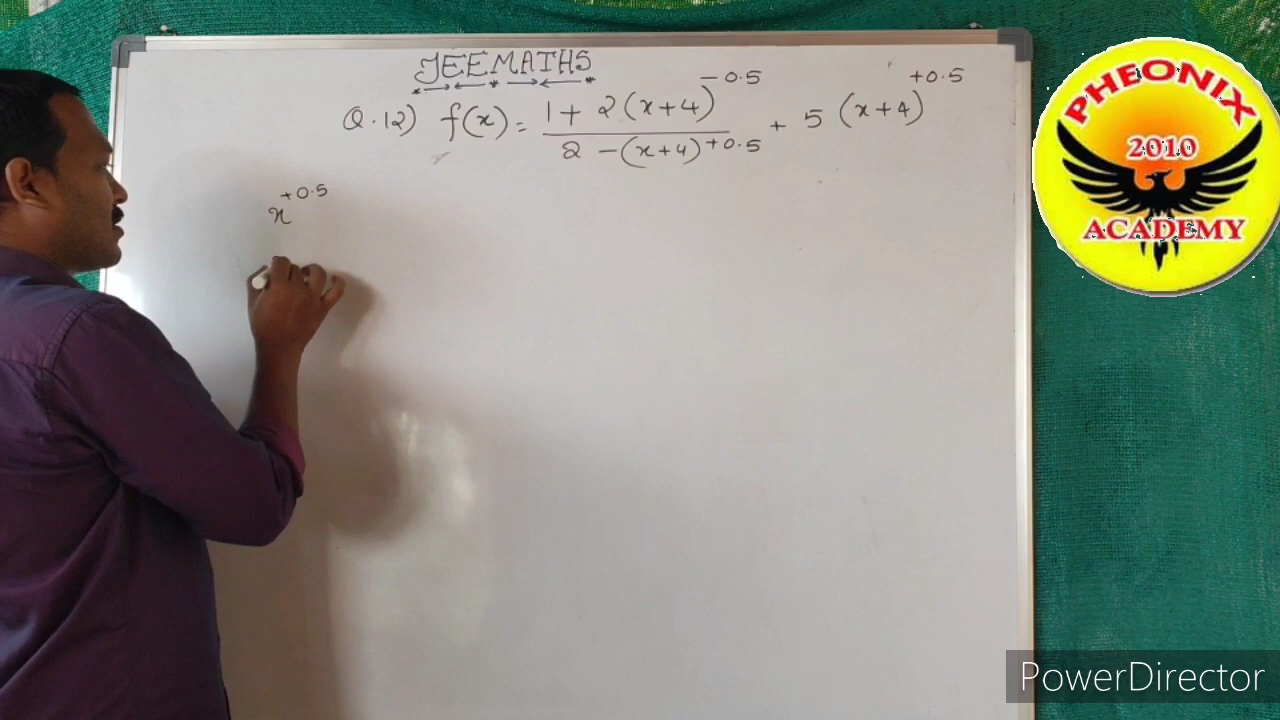 JEE MATHS
-0.5 +0.5
Q.12) f(x) = 1 + 2 (x+4) + 5 (x+4)
2 - (x+4)+0.5
+0.5
x
PHEONIX
2010
ACADEMY
PowerDirector